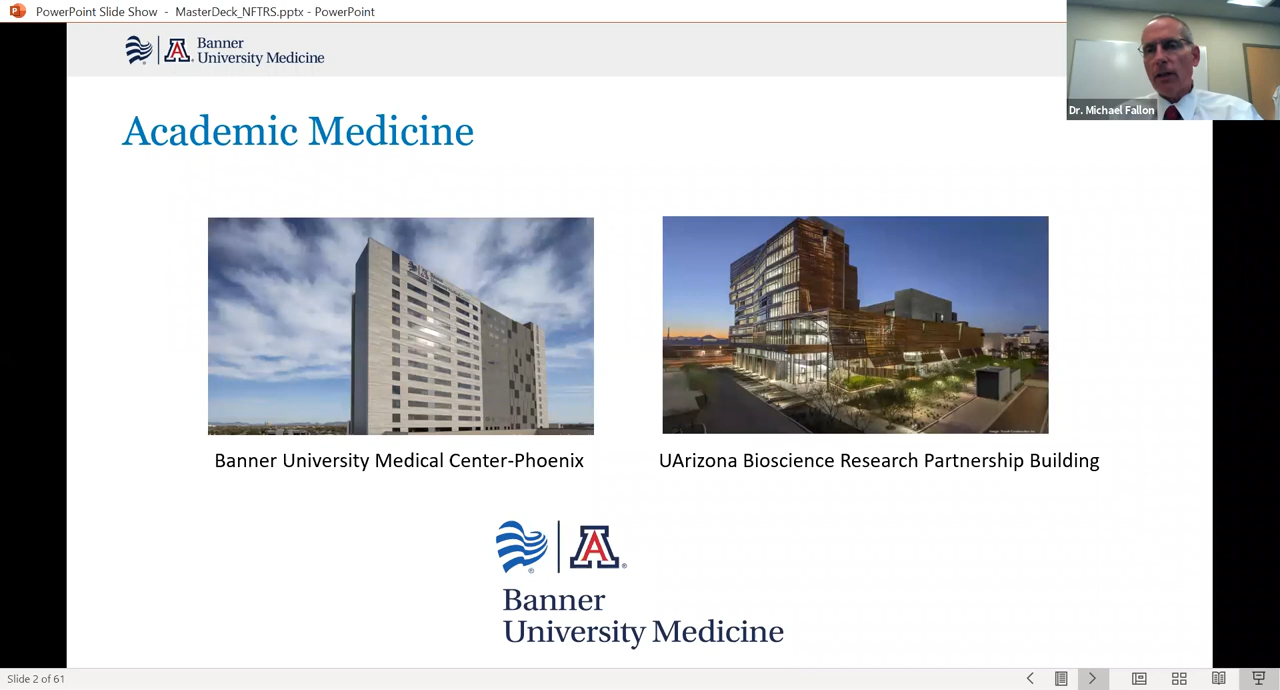 PowerPoint Slide Show - MasterDeck_NFTRS.pptx - PowerPoint
Banner
University Medicine
Dr. Michael Fallon
Academic Medicine
Banner University Medical Center-Phoenix
UArizona Bioscience Research Partnership Building
A
Banner
University Medicine
Slide 2 of 61